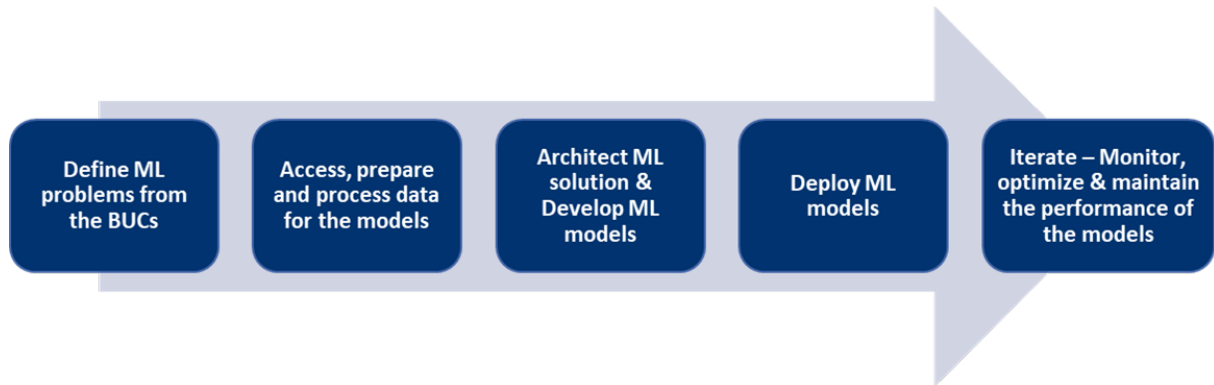 Define ML
problems from
the BUCs
Access, prepare
and process data
for the models
Architect ML
solution &
Develop ML
models
Deploy ML
models
Iterate – Monitor,
optimize & maintain
the performance of
the models